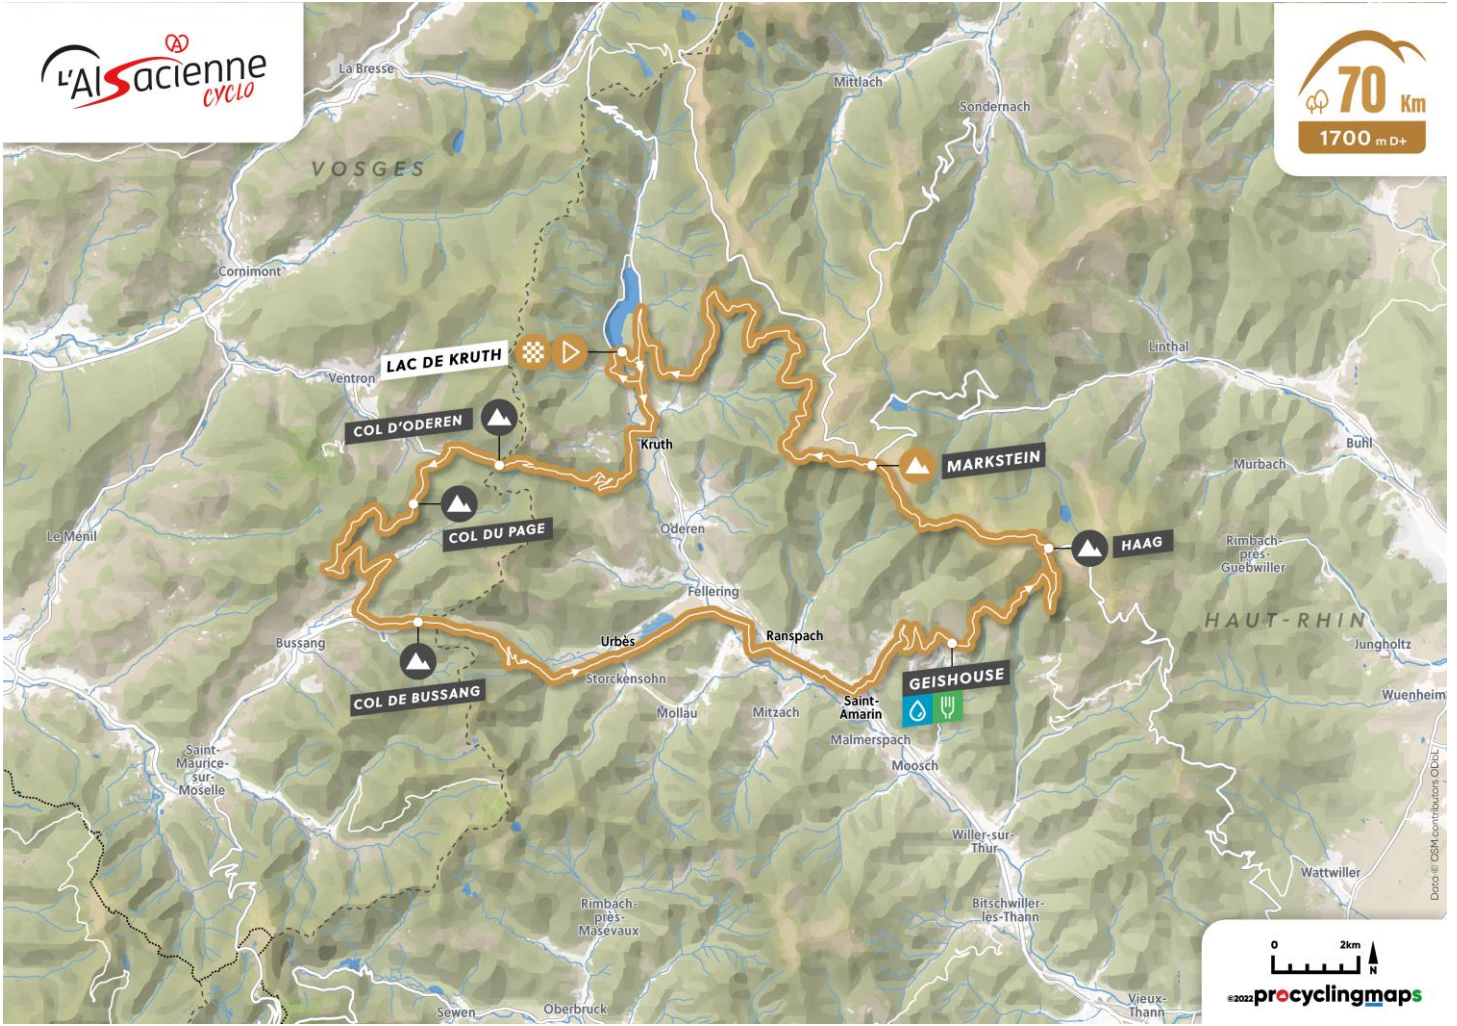 L'Alsacienne
CYCLO
70 Km
1700 m D+
La Bresse
Mittlach
Sondernach
VOSGES
Cornimont
LAC DE KRUTH
Linthal
Ventron
COL D'ODEREN
Kruth
Buhl
MARKSTEIN
Murbach
Le Ménil
COL DU PAGE
Oderen
HAAG
Rimbach-
près-
Guebwiller
Fellering
HAUT-RHIN
Bussang
Urbès
Ranspach
Jungholtz
Storckensohn
GEISHOUSE
COL DE BUSSANG
Wuenheim
Mollau
Mitzach
Saint-
Amarin
Malmerspach
Moosch
Saint-
Maurice-
sur-
Moselle
Willer-sur-
Thur
Wattwiller
Rimbach-
près-
Masevaux
Bitschwiller-
lès-Thann
Sewen
Oberbruck
Vieux-
Thann
Data © OSM contributors ODbL
0 2km
N
©2022 procyclingmaps